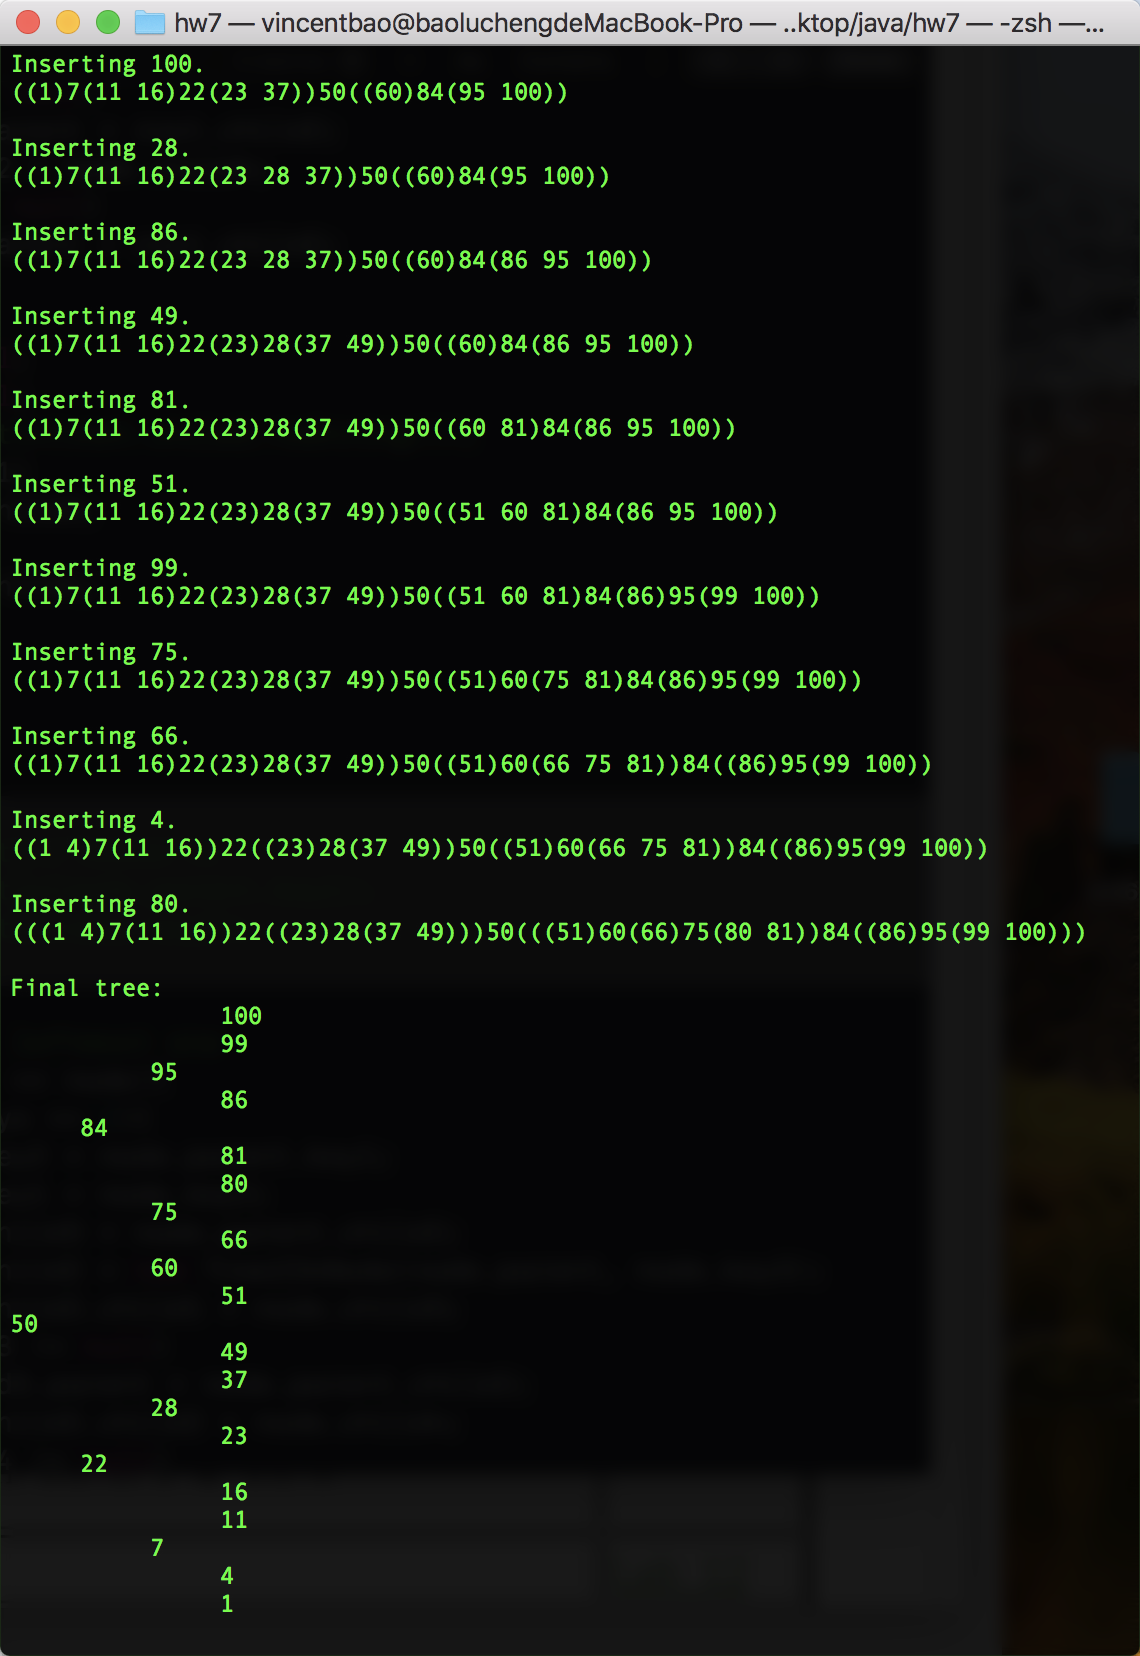 hw7 — vincentbao@baoluchengdeMacBook-Pro — ..ktop/java/hw7 — -zsh —...
Inserting 100.
((1)7(11 16)22(23 37))50((60)84(95 100))

Inserting 28.
((1)7(11 16)22(23 28 37))50((60)84(95 100))

Inserting 86.
((1)7(11 16)22(23 28 37))50((60)84(86 95 100))

Inserting 49.
((1)7(11 16)22(23)28(37 49))50((60)84(86 95 100))

Inserting 81.
((1)7(11 16)22(23)28(37 49))50((60 81)84(86 95 100))

Inserting 51.
((1)7(11 16)22(23)28(37 49))50((51 60 81)84(86 95 100))

Inserting 99.
((1)7(11 16)22(23)28(37 49))50((51 60 81)84(86)95(99 100))

Inserting 75.
((1)7(11 16)22(23)28(37 49))50((51)60(75 81)84(86)95(99 100))

Inserting 66.
((1)7(11 16)22(23)28(37 49))50((51)60(66 75 81))84((86)95(99 100))

Inserting 4.
((1 4)7(11 16))22((23)28(37 49))50((51)60(66 75 81))84((86)95(99 100))

Inserting 80.
(((1 4)7(11 16))22((23)28(37 49)))50(((51)60(66)75(80 81))84((86)95(99 100)))

Final tree:
               100
               99
          95
               86
     84
               81
               80
          75
               66
          60
               51
50
               49
               37
          28
               23
     22
               16
               11
          7
               4
               1